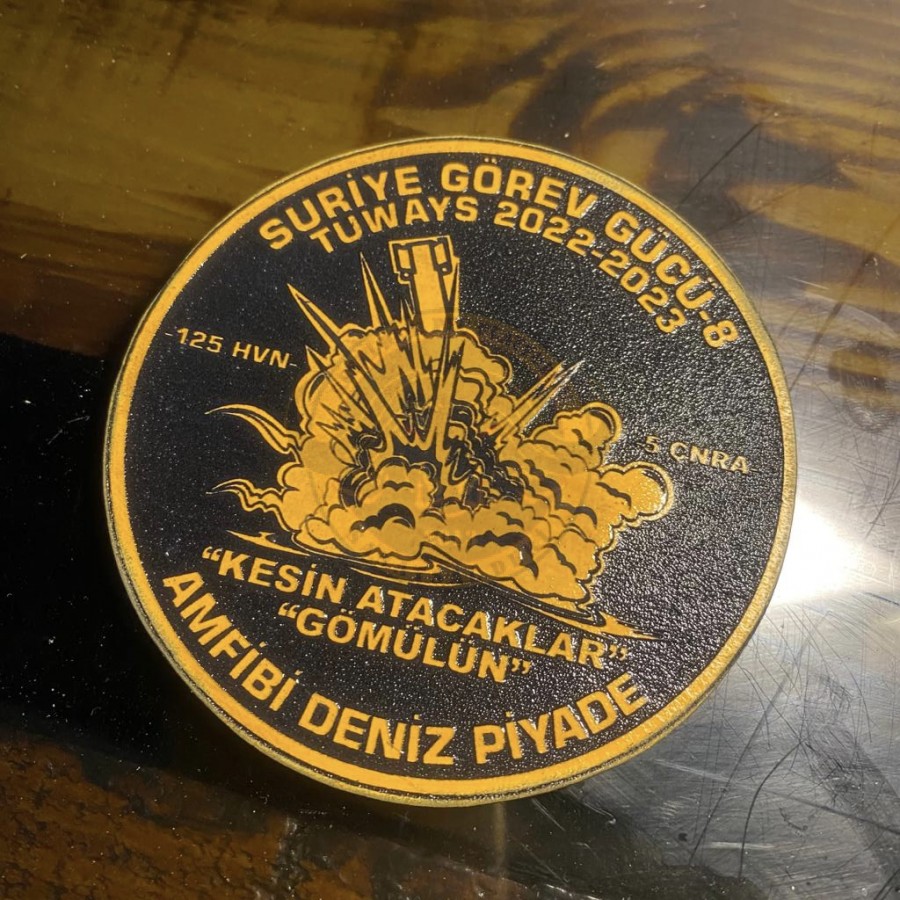 SURİYE GÖREV GÜCÜ-8
TUWAYS 2022-2023
-125 HVN-
5 ÇNRA
“KESİN ATACAKLAR”
“GÖMÜLÜN”
AMFİBİ DENİZ PİYADE